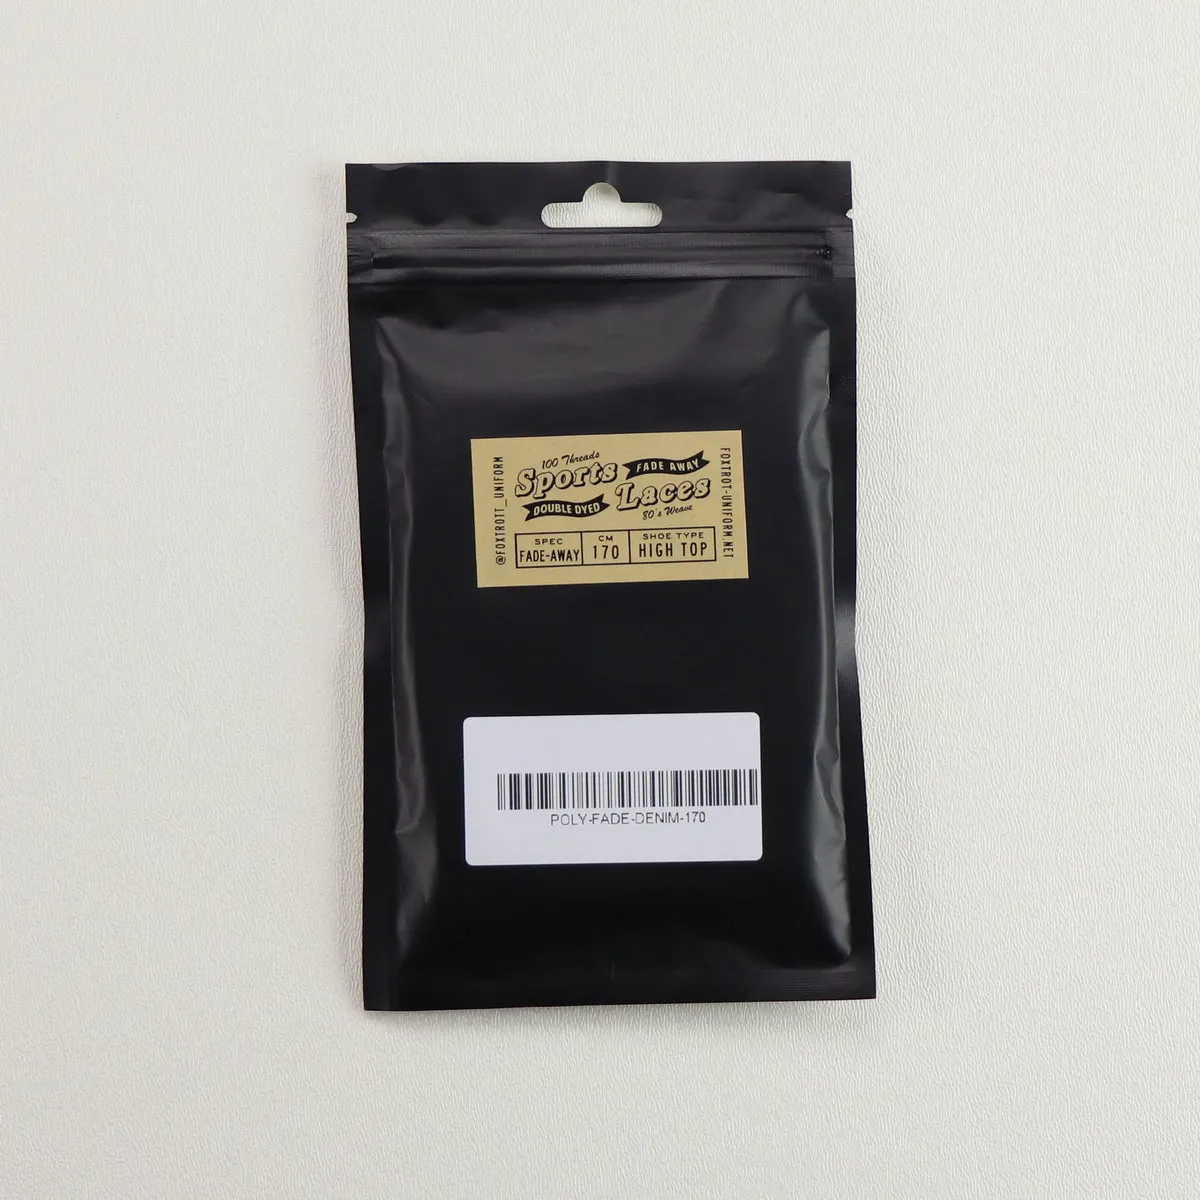 @FOXTROTT_UNIFORM
100 Threads
Sports
FADE AWAY
DOUBLE DYED
Laces
80's Weave
SPEC
FADE-AWAY
CM
170
SHOE TYPE
HIGH TOP
FOXTROT-UNIFORM.NET
POLY-FADE-DENIM-170